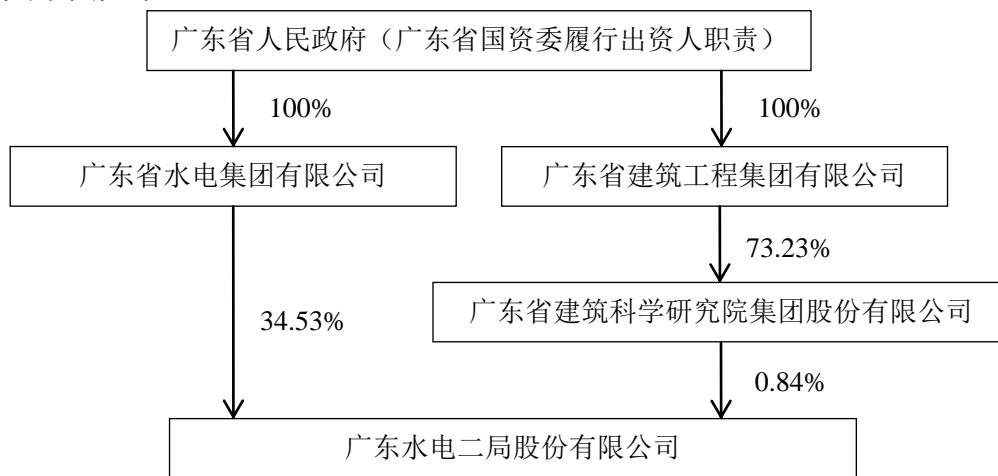 广东省人民政府（广东省国资委履行出资人职责）
100%
100%
广东省水电集团有限公司
广东省建筑工程集团有限公司
73.23%
广东省建筑科学研究院集团股份有限公司
34.53%
0.84%
广东水电二局股份有限公司